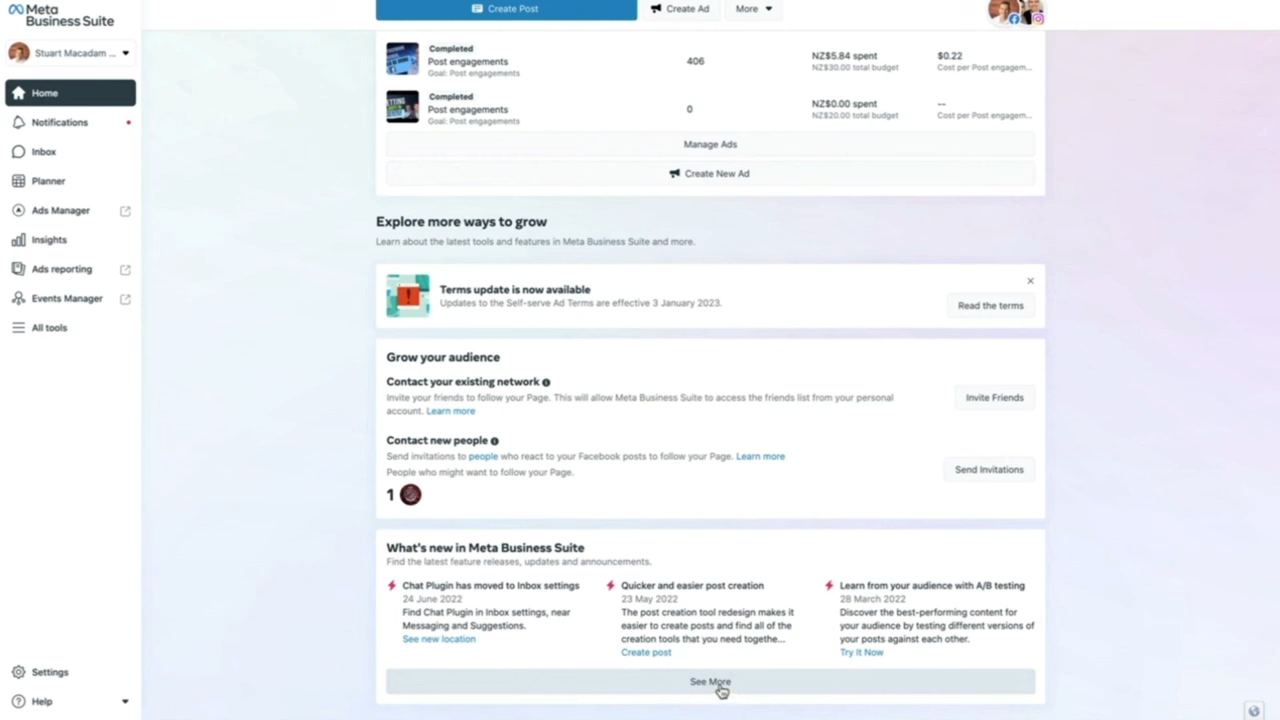 Meta
Business Suite
Create Post
Create Ad
More
Stuart Macadam ...
Home
Notifications
Inbox
Planner
Ads Manager
Insights
Ads reporting
Events Manager
All tools
Settings
Help
Completed
Post engagements
Goal: Post engagements
406
NZ$5.84 spent
NZ$30.00 total budget
$0.22
Cost per Post engagem...
Completed
Post engagements
Goal: Post engagements
0
NZ$0.00 spent
NZ$20.00 total budget
--
Cost per Post engagem...
Manage Ads
Create New Ad
Explore more ways to grow
Learn about the latest tools and features in Meta Business Suite and more.
Terms update is now available
Updates to the Self-serve Ad Terms are effective 3 January 2023.
Read the terms
Grow your audience
Contact your existing network
Invite your friends to follow your Page. This will allow Meta Business Suite to access the friends list from your personal
account. Learn more
Invite Friends
Contact new people
Send invitations to people who react to your Facebook posts to follow your Page. Learn more
People who might want to follow your Page.
Send Invitations
1
What's new in Meta Business Suite
Find the latest feature releases, updates and announcements.
Chat Plugin has moved to Inbox settings
24 June 2022
Find Chat Plugin in Inbox settings, near
Messaging and Suggestions.
See new location
Quicker and easier post creation
23 May 2022
The post creation tool redesign makes it
easier to create posts and find all of the
creation tools that you need togethe...
Create post
Learn from your audience with A/B testing
28 March 2022
Discover the best-performing content for
your audience by testing different versions of
your posts against each other.
Try It Now
See More